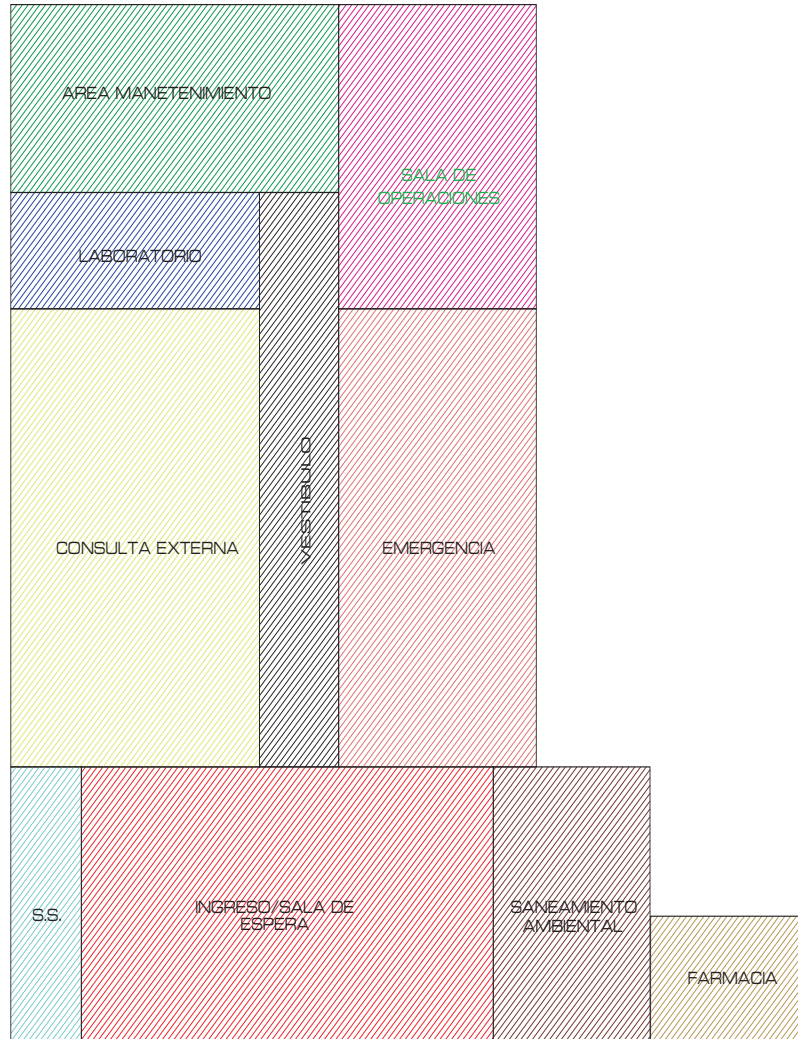 AREA MANETENIMIENTO
SALA DE
OPERACIONES
LABORATORIO
VESTIBULO
CONSULTA EXTERNA
EMERGENCIA
S.S.
INGRESO/SALA DE
ESPERA
SANEAMIENTO
AMBIENTAL
FARMACIA